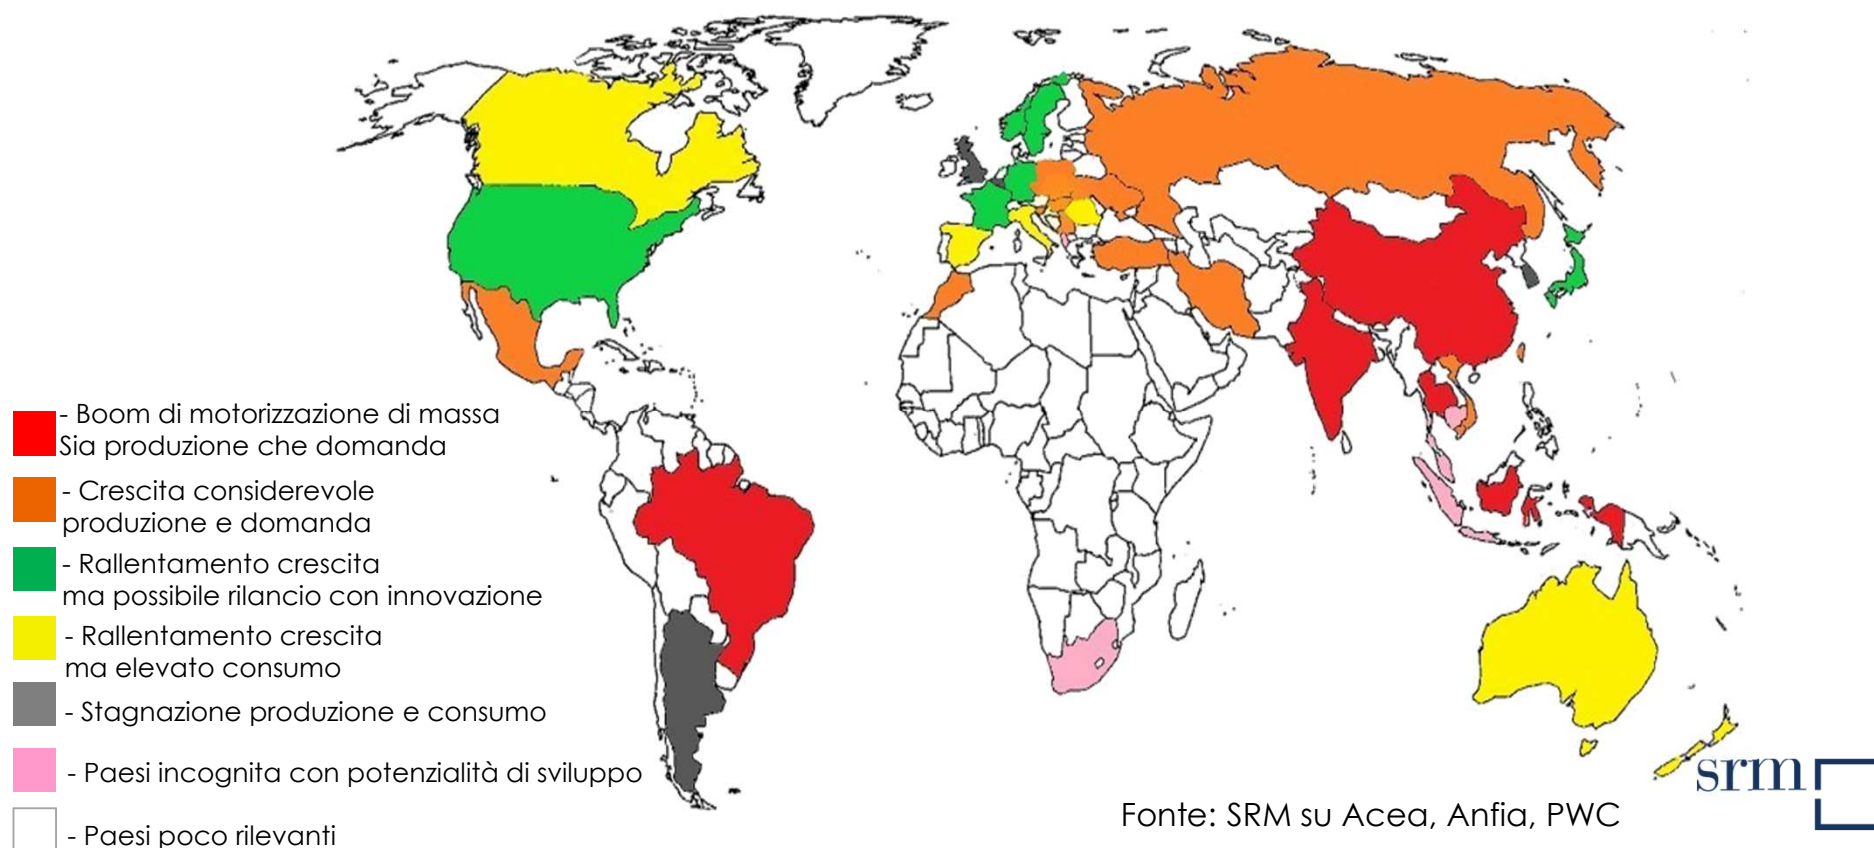 - Boom di motorizzazione di massa
Sia produzione che domanda
- Crescita considerevole
produzione e domanda
- Rallentamento crescita
ma possibile rilancio con innovazione
- Rallentamento crescita
ma elevato consumo
- Stagnazione produzione e consumo
- Paesi incognita con potenzialità di sviluppo
- Paesi poco rilevanti
srm
Fonte: SRM su Acea, Anfia, PWC